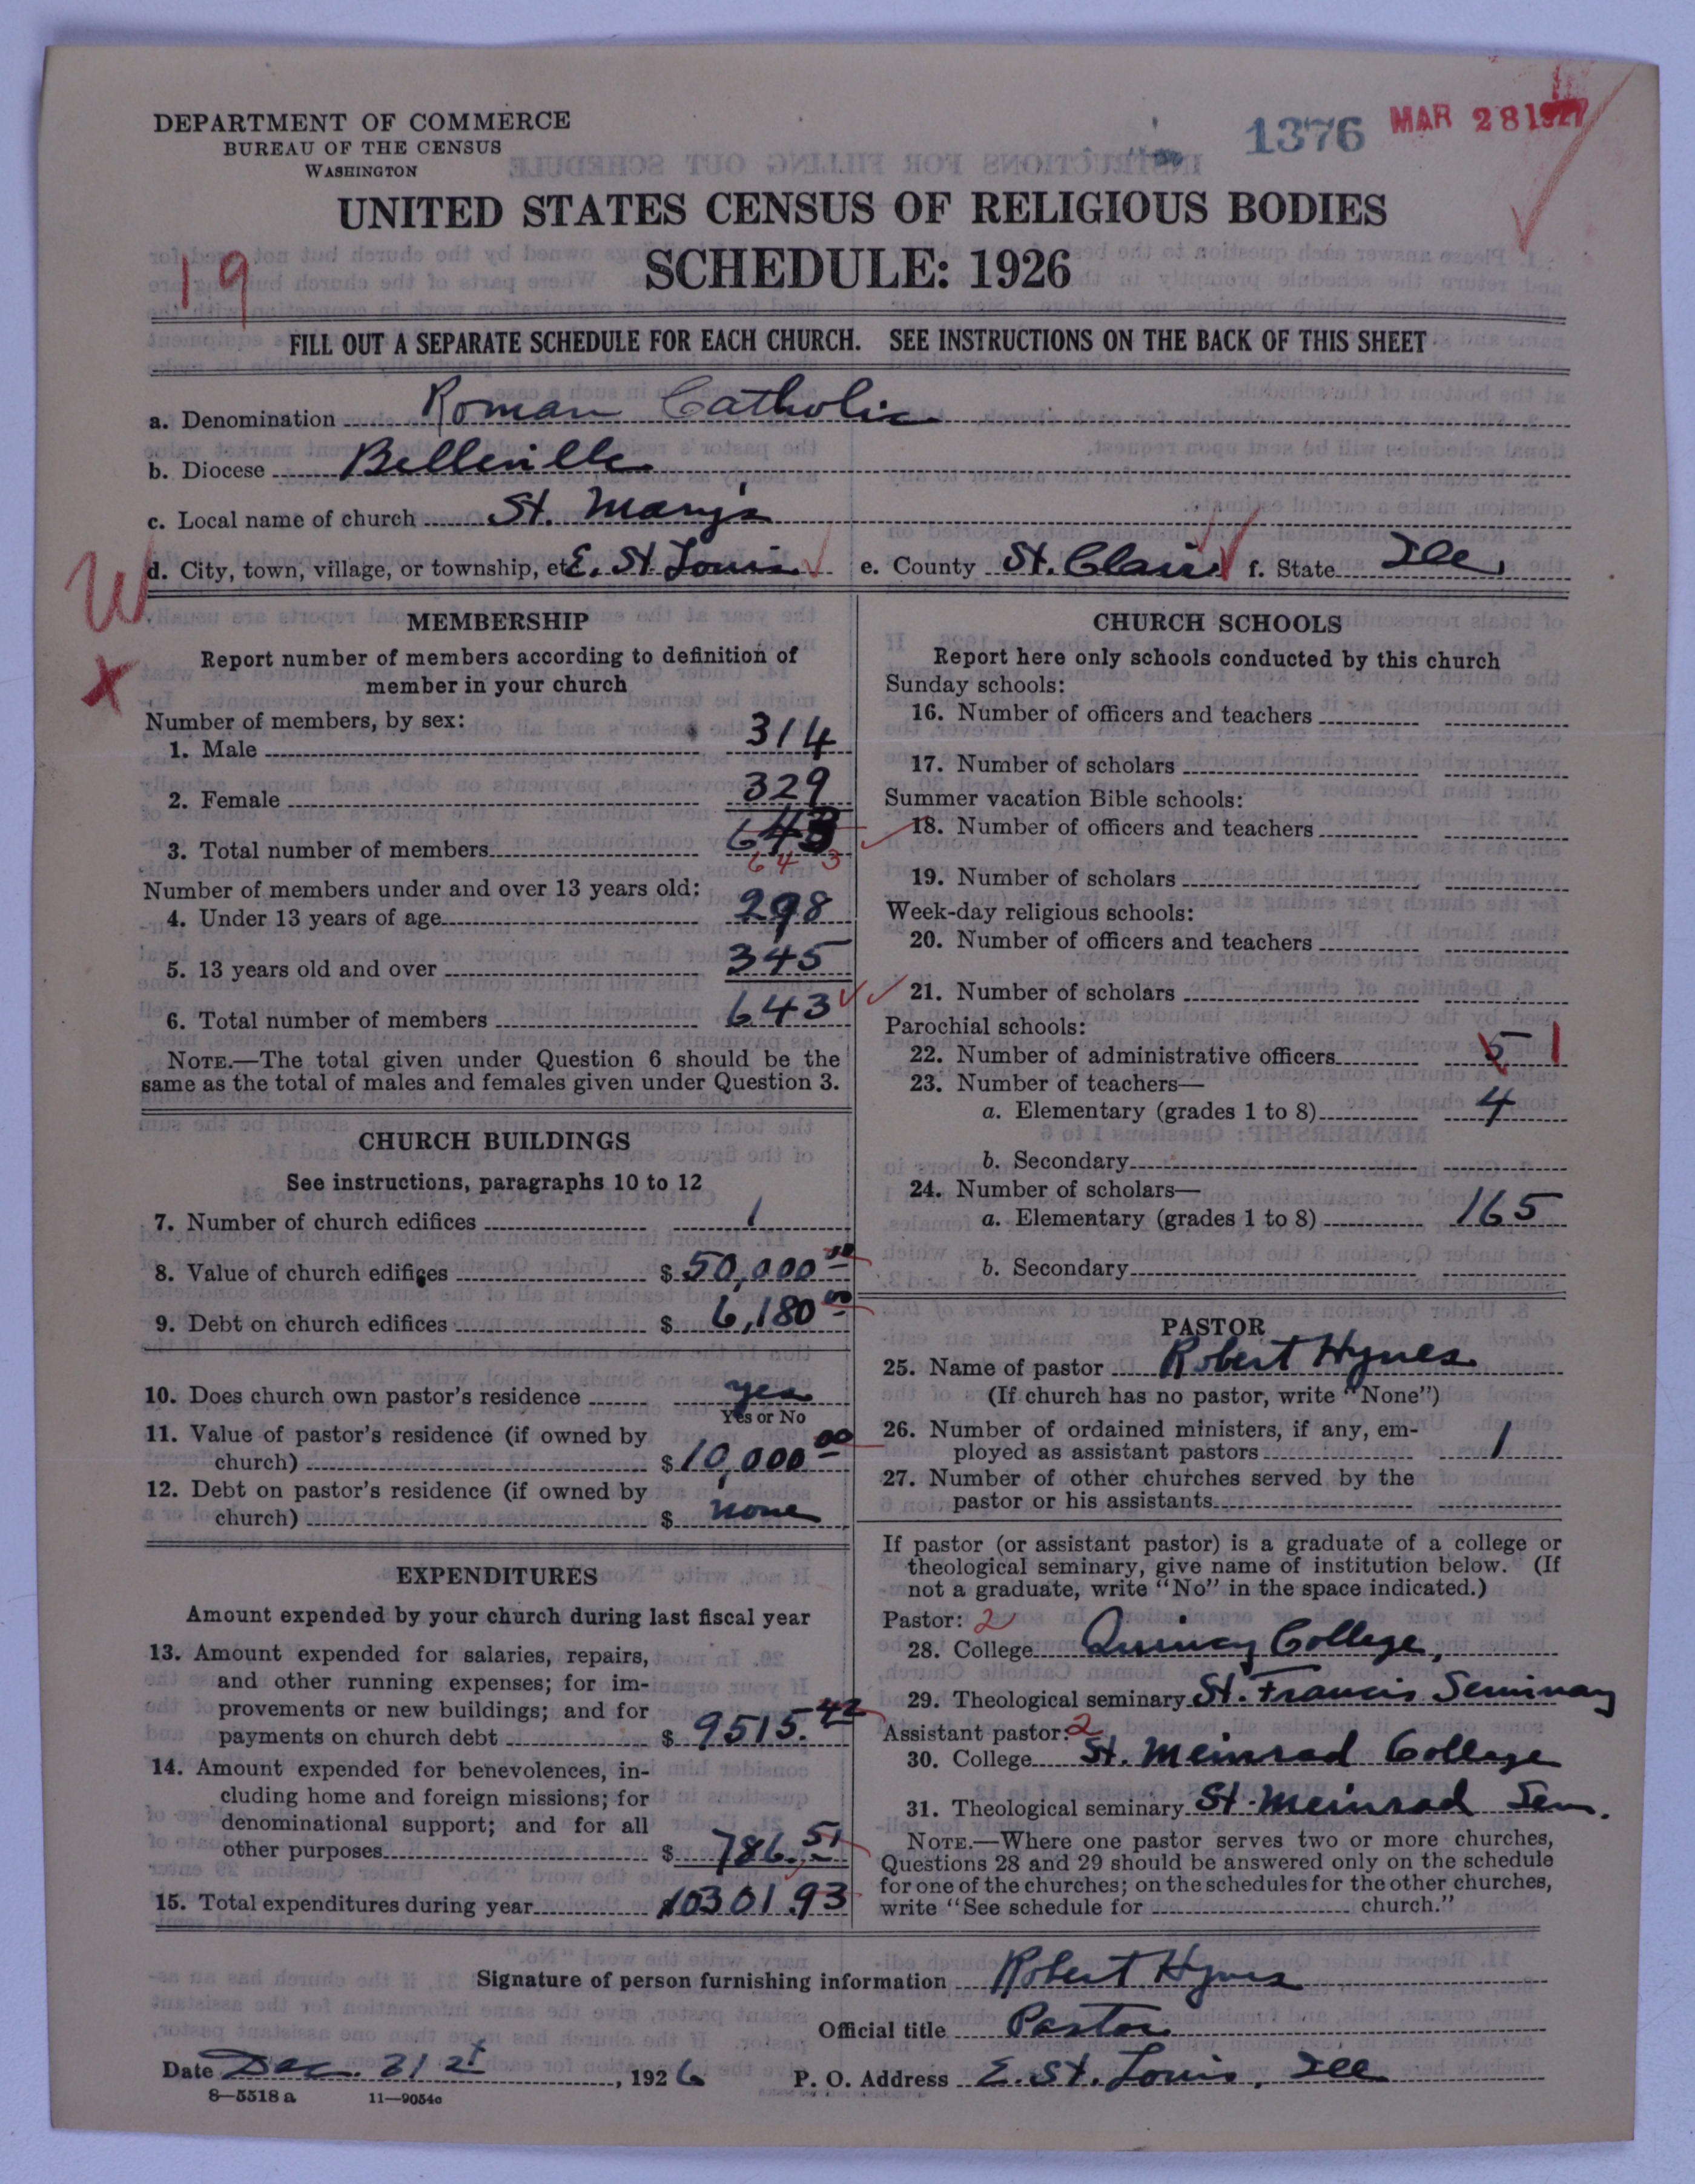 DEPARTMENT OF COMMERCE
BUREAU OF THE CENSUS
WASHINGTON
1376
MAR 28 1927
UNITED STATES CENSUS OF RELIGIOUS BODIES
SCHEDULE: 1926
19
FILL OUT A SEPARATE SCHEDULE FOR EACH CHURCH. SEE INSTRUCTIONS ON THE BACK OF THIS SHEET
a. Denomination Roman Catholic
b. Diocese Belleville
c. Local name of church St. Mary's
d. City, town, village, or township, etc. E. St. Louis e. County St. Clair f. State Ill.
W
X
MEMBERSHIP
Report number of members according to definition of
member in your church
Number of members, by sex:
1. Male 314
2. Female 329
3. Total number of members 643
643
Number of members under and over 13 years old:
4. Under 13 years of age 298
5. 13 years old and over 345
6. Total number of members 643
NOTE.—The total given under Question 6 should be the
same as the total of males and females given under Question 3.
CHURCH BUILDINGS
See instructions, paragraphs 10 to 12
7. Number of church edifices 1
8. Value of church edifices $ 50,000 00
9. Debt on church edifices $ 6,180 00
10. Does church own pastor's residence yes
Yes or No
11. Value of pastor's residence (if owned by
church) $ 10,000 00
12. Debt on pastor's residence (if owned by
church) $ none
EXPENDITURES
Amount expended by your church during last fiscal year
13. Amount expended for salaries, repairs,
and other running expenses; for im-
provements or new buildings; and for
payments on church debt $ 9515.42
14. Amount expended for benevolences, in-
cluding home and foreign missions; for
denominational support; and for all
other purposes $ 786.51
15. Total expenditures during year 10301.93
CHURCH SCHOOLS
Report here only schools conducted by this church
Sunday schools:
16. Number of officers and teachers
17. Number of scholars
Summer vacation Bible schools:
18. Number of officers and teachers
19. Number of scholars
Week-day religious schools:
20. Number of officers and teachers
21. Number of scholars
Parochial schools:
22. Number of administrative officers 5 1
23. Number of teachers—
a. Elementary (grades 1 to 8) 4
b. Secondary
24. Number of scholars—
a. Elementary (grades 1 to 8) 165
b. Secondary
PASTOR
25. Name of pastor Robert Hynes
(If church has no pastor, write "None")
26. Number of ordained ministers, if any, em-
ployed as assistant pastors 1
27. Number of other churches served by the
pastor or his assistants
If pastor (or assistant pastor) is a graduate of a college or
theological seminary, give name of institution below. (If
not a graduate, write "No" in the space indicated.)
Pastor: 2
28. College Quincy College,
29. Theological seminary St. Francis Seminary
Assistant pastor: 2
30. College St. Meinrad College
31. Theological seminary St. Meinrad Sem.
NOTE.—Where one pastor serves two or more churches,
Questions 28 and 29 should be answered only on the schedule
for one of the churches; on the schedules for the other churches,
write "See schedule for church."
Signature of person furnishing information Robert Hynes
Official title Pastor
Date Dec. 31st, 1926 P. O. Address E. St. Louis, Ill
8—5518 a 11—9054c